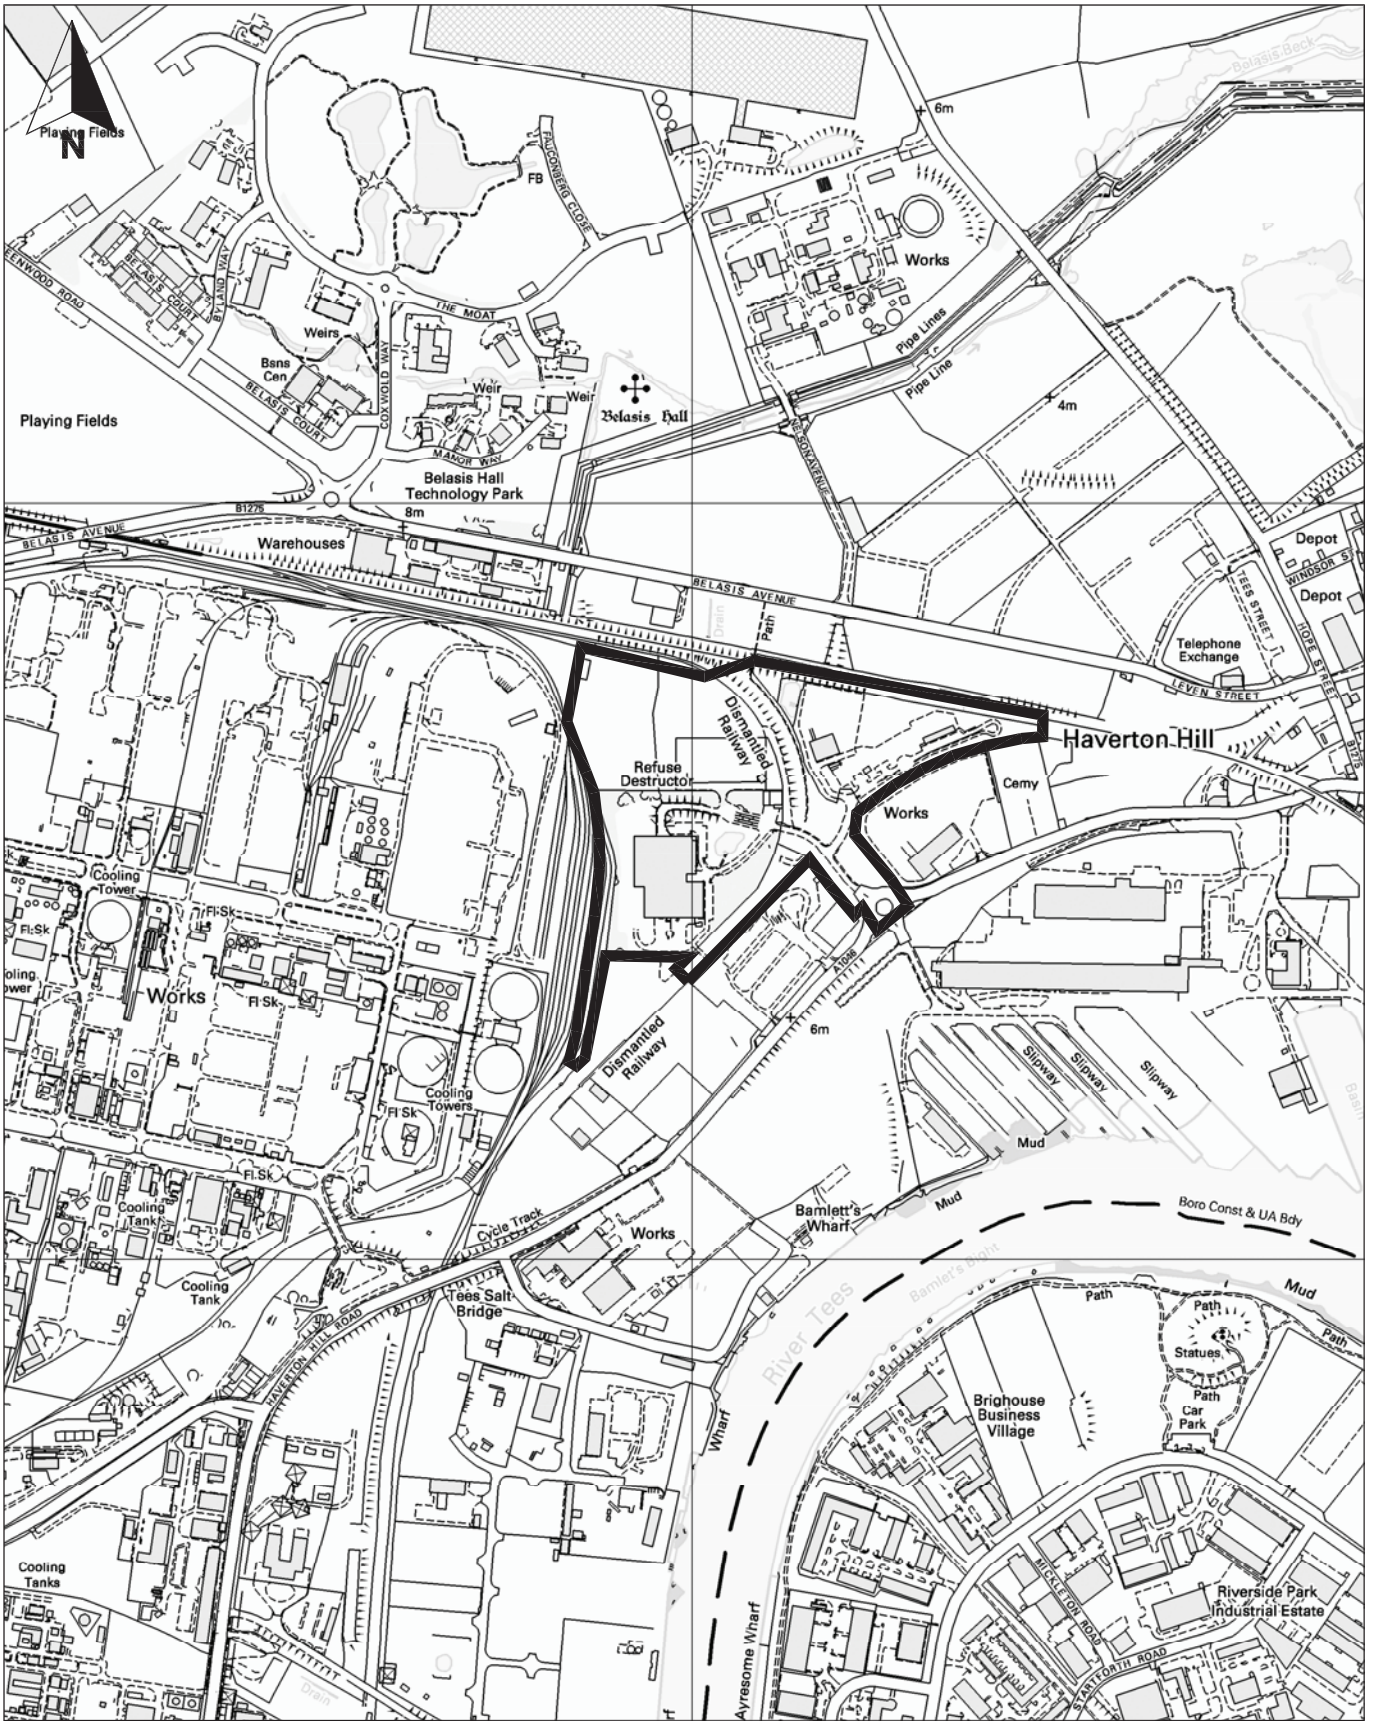 Belasis Beck
6m
Playing Fields
N
FAUCONBERG CLOSE
FB
Works
BELASIS COURT
BYLAND WAY
THE MOAT
Pipe Lines
Weirs
COXWOLD WAY
Bsns
Cen
Pipe Line
Weir
Weir
BELASIS COURT
Belasis Hall
4m
Playing Fields
NELSON AVENUE
MANOR WAY
Belasis Hall
Technology Park
8m
B1275
BELASIS AVENUE
Warehouses
Depot
WINDSOR S
BELASIS AVENUE
Drain
Path
TEES STREET
Depot
HOPE STREET
Telephone
Exchange
LEVEN STREET
Dismantled
Railway
Haverton Hill
B1275
Refuse
Destructor
Cemy
Works
Cooling
Tower
Fl Sk
Fl Sk
A1046
Works
Fl Sk
6m
Dismantled
Railway
Slipway
Slipway
Slipway
Basin
Cooling
Towers
Fl Sk
Mud
Fl Sk
Mud
Boro Const & UA Bdy
Cooling
Tank
Bamlett's
Wharf
Cycle Track
Works
Bamlet's Bight
River Tees
Cooling
Tank
Tees Salt
Bridge
Mud
Path
Path
Path
Statues
HAVERTON HILL ROAD
Path
Car
Park
Brighouse
Business
Village
Wharf
Cooling
Tanks
MICKLETON ROAD
Riverside Park
Industrial Estate
Ayresome Wharf
STARTFORTH ROAD
Drain